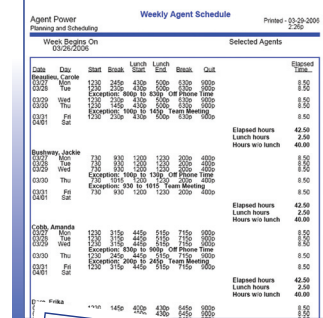 Agent Power
Weekly Agent Schedule
Printed - 03-29-2006
2:26p
Planning and Scheduling
Week Begins On
03/26/2006
Selected Agents
Date Day Start Break Lunch Start Lunch End Break Quit Elapsed Time
Beaulieu, Carole
03/27 Mon 1230 245p 430p 500p 630p 900p 8.50
03/28 Tue 1230 230p 430p 500p 630p 900p 8.50
Exception: 800p to 830p Off Phone Time
03/29 Wed 1230 230p 430p 500p 630p 900p 8.50
03/30 Thu 1230 145p 430p 500p 630p 900p 8.50
Exception: 100p to 145p Team Meeting
03/31 Fri 1230 230p 430p 500p 630p 900p 8.50
04/01 Sat
Elapsed hours 42.50
Lunch hours 2.50
Hours w/o lunch 40.00
Bushway, Jackie
03/27 Mon 730 930 1200 1230 200p 400p 8.50
03/28 Tue 730 930 1200 1230 200p 400p 8.50
03/29 Wed 730 930 1200 1230 200p 400p 8.50
Exception: 100p to 130p Off Phone Time
03/30 Thu 730 1015 1200 1230 200p 400p 8.50
Exception: 930 to 1015 Team Meeting
03/31 Fri 730 930 1200 1230 200p 400p 8.50
04/01 Sat
Elapsed hours 42.50
Lunch hours 2.50
Hours w/o lunch 40.00
Cobb, Amanda
03/27 Mon 1230 315p 445p 515p 715p 900p 8.50
03/28 Tue 1230 315p 445p 515p 715p 900p 8.50
03/29 Wed 1230 315p 445p 515p 715p 900p 8.50
Exception: 830p to 900p Off Phone Time
03/30 Thu 1230 245p 445p 515p 715p 900p 8.50
Exception: 200p to 245p Team Meeting
03/31 Fri 1230 315p 445p 515p 715p 900p 8.50
04/01 Sat
Elapsed hours 42.50
Lunch hours 2.50
Hours w/o lunch 40.00
Erika
145p 400p 430p 645p 900p 8.50
430p 645p 900p 8.50